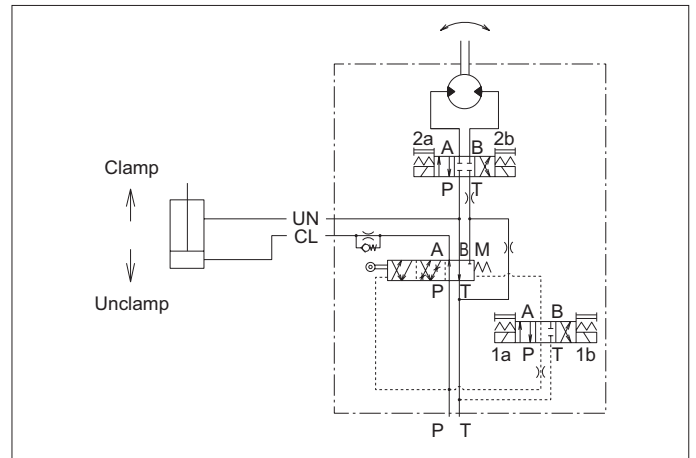 2a A B 2b
P T
Clamp
UN
CL
A B M
Unclamp
P T
A B
1a P T 1b
P T